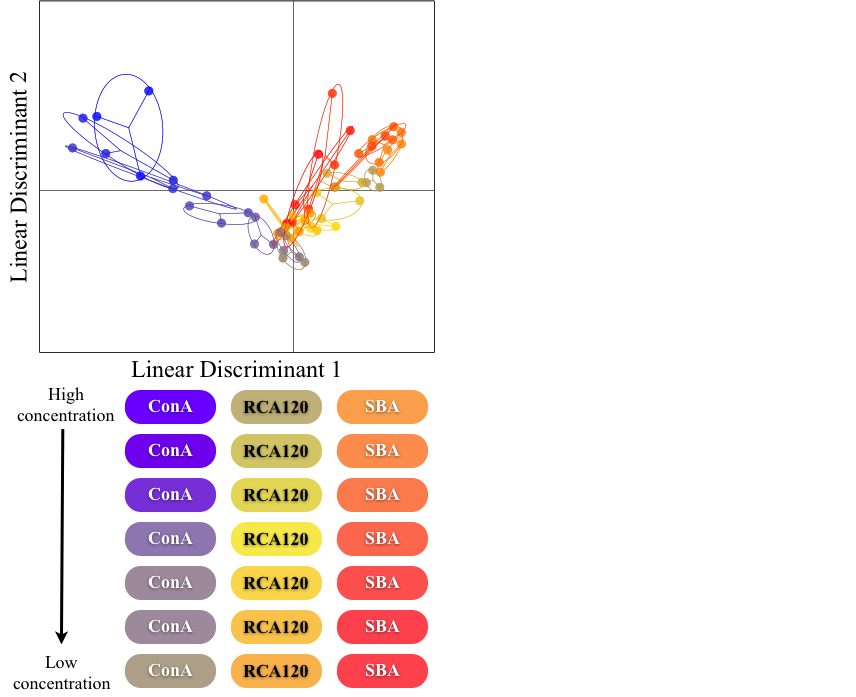 Linear Discriminant 2
Linear Discriminant 1
High
concentration
ConA RCA120 SBA
ConA RCA120 SBA
ConA RCA120 SBA
ConA RCA120 SBA
ConA RCA120 SBA
ConA RCA120 SBA
Low
concentration
ConA RCA120 SBA